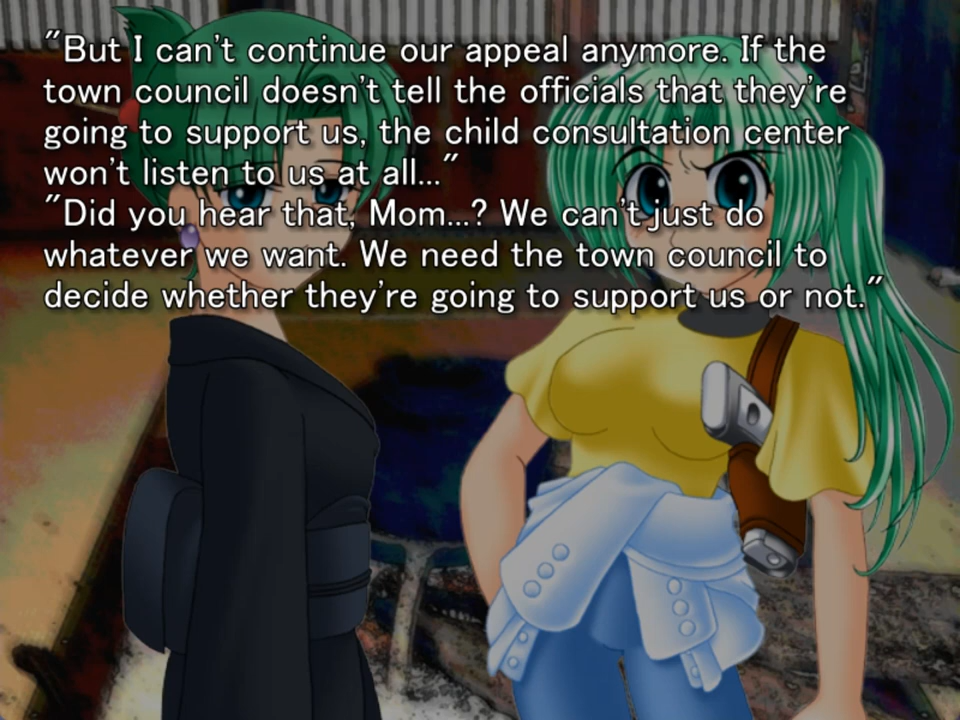 "But I can't continue our appeal anymore. If the
town council doesn't tell the officials that they're
going to support us, the child consultation center
won't listen to us at all..."
"Did you hear that, Mom...? We can't just do
whatever we want. We need the town council to
decide whether they're going to support us or not."